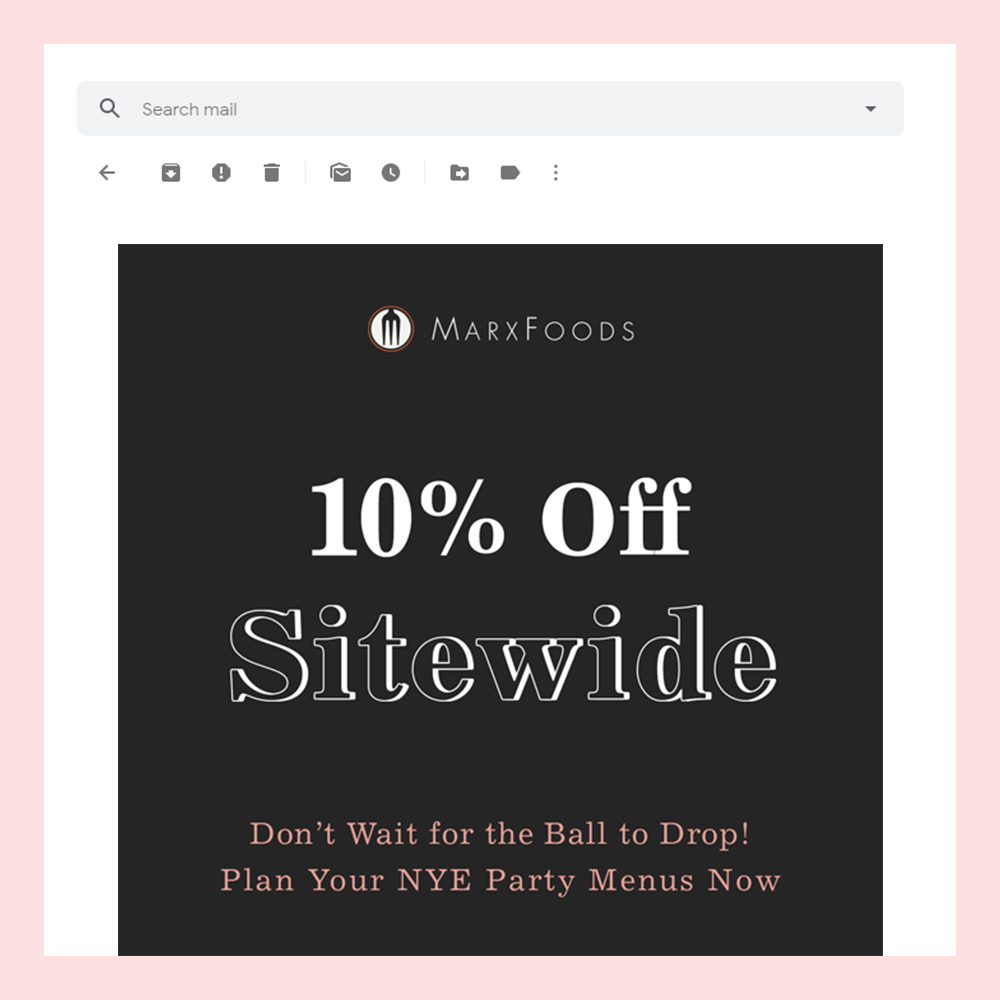 Search mail
MARXFOODS
10% Off
Sitewide
Don’t Wait for the Ball to Drop!
Plan Your NYE Party Menus Now